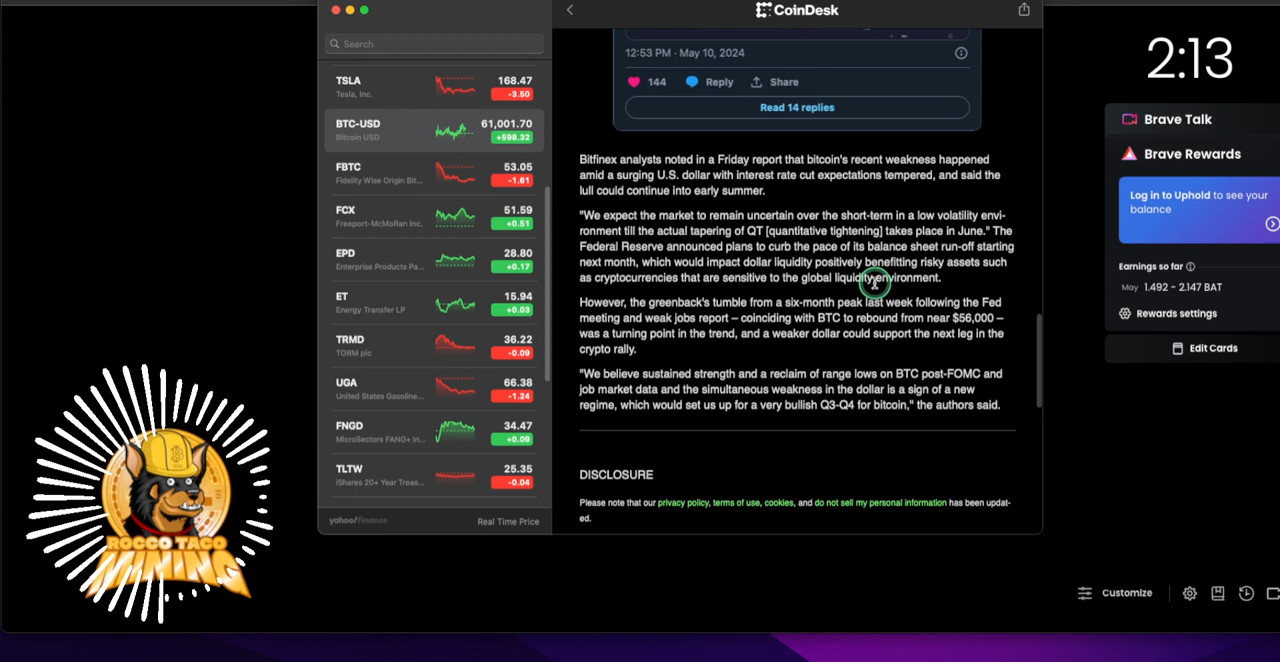 CoinDesk
2:13
Search
12:53 PM · May 10, 2024
144 Reply Share
Read 14 replies
TSLA 168.47
Tesla, Inc. -3.50
BTC-USD 61,001.70
Bitcoin USD +598.32
FBTC 53.05
Fidelity Wise Origin Bit... -1.61
FCX 51.59
Freeport-McMoRan Inc. +0.51
EPD 28.80
Enterprise Products Pa... +0.17
ET 15.94
Energy Transfer LP +0.03
TRMD 36.22
TORM plc -0.09
UGA 66.38
United States Gasoline... -1.24
FNGD 34.47
MicroSectors FANG+ In... +0.09
TLTW 25.35
iShares 20+ Year Treas... -0.04
yahoo!finance Real Time Price
Bitfinex analysts noted in a Friday report that bitcoin's recent weakness happened
amid a surging U.S. dollar with interest rate cut expectations tempered, and said the
lull could continue into early summer.
"We expect the market to remain uncertain over the short-term in a low volatility envi-
ronment till the actual tapering of QT [quantitative tightening] takes place in June." The
Federal Reserve announced plans to curb the pace of its balance sheet run-off starting
next month, which would impact dollar liquidity positively benefitting risky assets such
as cryptocurrencies that are sensitive to the global liquidity environment.
However, the greenback's tumble from a six-month peak last week following the Fed
meeting and weak jobs report – coinciding with BTC to rebound from near $56,000 –
was a turning point in the trend, and a weaker dollar could support the next leg in the
crypto rally.
"We believe sustained strength and a reclaim of range lows on BTC post-FOMC and
job market data and the simultaneous weakness in the dollar is a sign of a new
regime, which would set us up for a very bullish Q3-Q4 for bitcoin," the authors said.
DISCLOSURE
Please note that our privacy policy, terms of use, cookies, and do not sell my personal information has been updat-
ed.
Brave Talk
Brave Rewards
Log in to Uphold to see your
balance
Earnings so far
May 1.492 - 2.147 BAT
Rewards settings
Edit Cards
Customize
ROCCO TACO
MINING